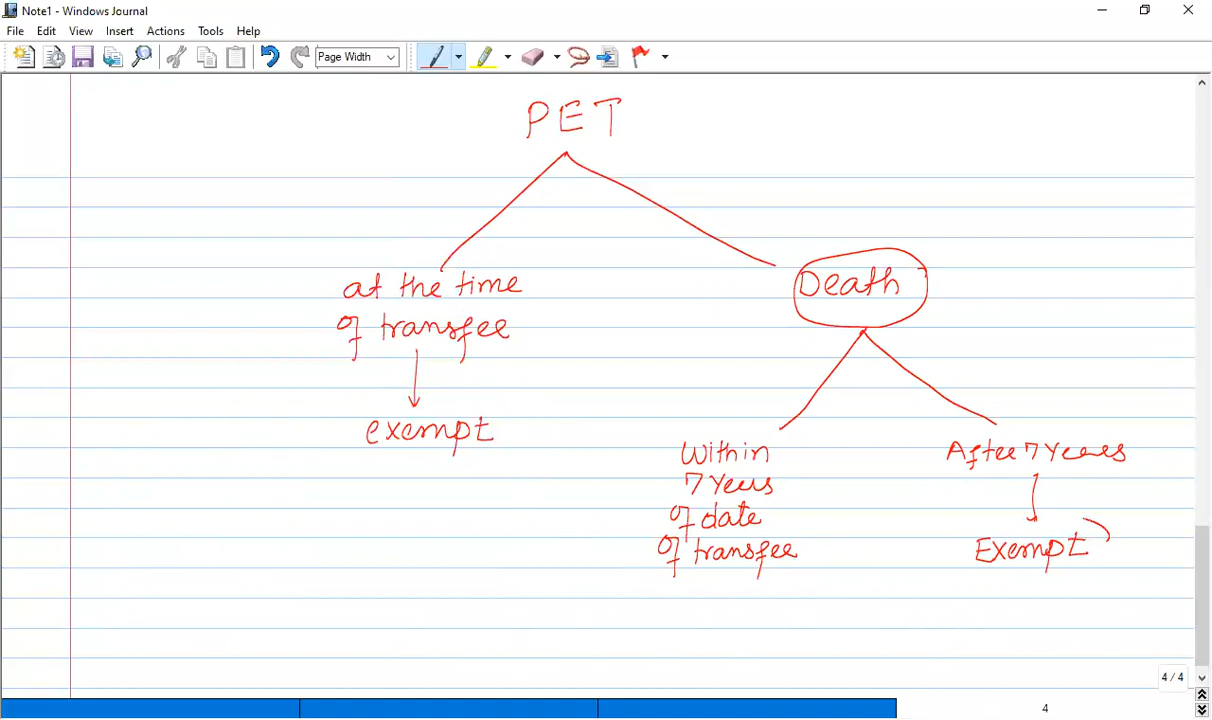 Note1 - Windows Journal
File Edit View Insert Actions Tools Help
Page Width
PET
at the time
of transfer
exempt
Death
Within
7 Years
of date
of transfer
After 7 Years
Exempt
4 / 4
4